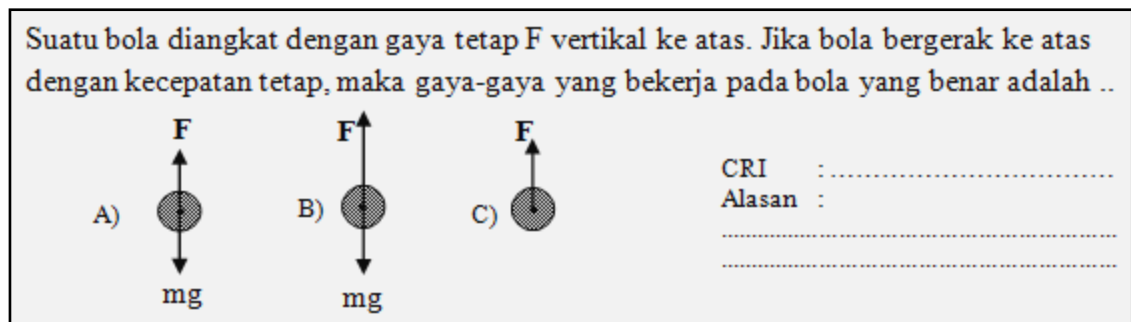 Suatu bola diangkat dengan gaya tetap F vertikal ke atas. Jika bola bergerak ke atas
dengan kecepatan tetap, maka gaya-gaya yang bekerja pada bola yang benar adalah ..
F F F
A) B) C)
mg mg
CRI : .................................
Alasan :
................................................................
................................................................